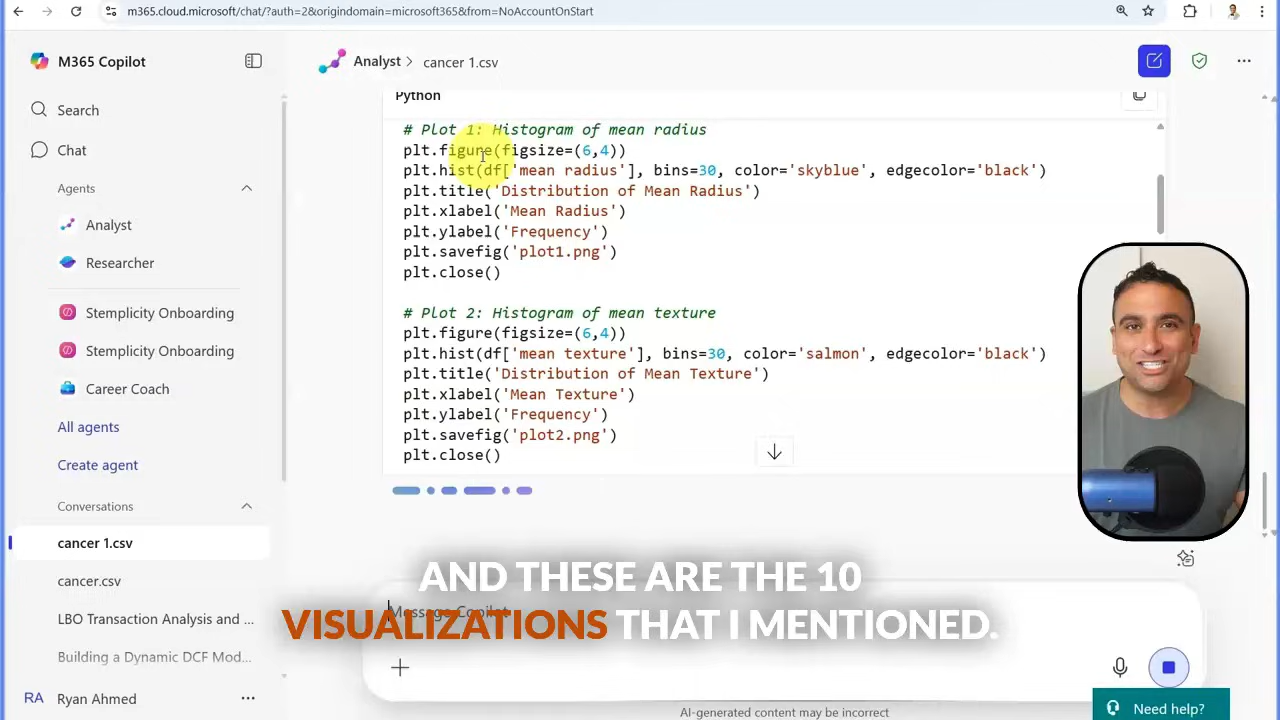 m365.cloud.microsoft/chat/?auth=2&origindomain=microsoft365&from=NoAccountOnStart
M365 Copilot
Search
Chat
Agents
Analyst
Researcher
Stemplicity Onboarding
Stemplicity Onboarding
Career Coach
All agents
Create agent
Conversations
cancer 1.csv
cancer.csv
LBO Transaction Analysis and ...
Building a Dynamic DCF Mod...
RA Ryan Ahmed
Analyst > cancer 1.csv
Python
# Plot 1: Histogram of mean radius
plt.figure(figsize=(6,4))
plt.hist(df['mean radius'], bins=30, color='skyblue', edgecolor='black')
plt.title('Distribution of Mean Radius')
plt.xlabel('Mean Radius')
plt.ylabel('Frequency')
plt.savefig('plot1.png')
plt.close()
# Plot 2: Histogram of mean texture
plt.figure(figsize=(6,4))
plt.hist(df['mean texture'], bins=30, color='salmon', edgecolor='black')
plt.title('Distribution of Mean Texture')
plt.xlabel('Mean Texture')
plt.ylabel('Frequency')
plt.savefig('plot2.png')
plt.close()
AND THESE ARE THE 10
Message Copilot
VISUALIZATIONS THAT I MENTIONED.
Need help?
AI-generated content may be incorrect